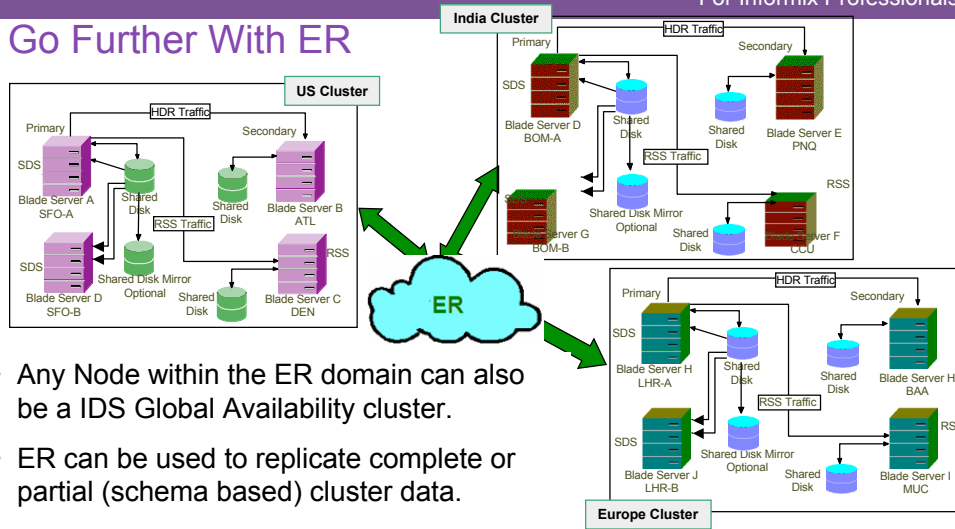 For Informix Professionals
Go Further With ER
US Cluster
HDR Traffic
Primary
Secondary
SDS
Blade Server A
SFO-A
Shared
Disk
Shared
Disk
Blade Server B
ATL
RSS Traffic
SDS
RSS
Blade Server D
SFO-B
Shared Disk Mirror
Optional
Shared
Disk
Blade Server C
DEN
India Cluster
HDR Traffic
Primary
Secondary
SDS
Blade Server D
BOM-A
Shared
Disk
Shared
Disk
Blade Server E
PNQ
RSS Traffic
RSS
Blade Server G
BOM-B
Shared Disk Mirror
Optional
Shared
Disk
Blade Server F
CCU
ER
HDR Traffic
Primary
Secondary
SDS
Blade Server H
LHR-A
Shared
Disk
Shared
Disk
Blade Server H
BAA
RSS Traffic
RS
SDS
Blade Server J
LHR-B
Shared Disk Mirror
Optional
Shared
Disk
Blade Server I
MUC
Europe Cluster
Any Node within the ER domain can also
be a IDS Global Availability cluster.
ER can be used to replicate complete or
partial (schema based) cluster data.